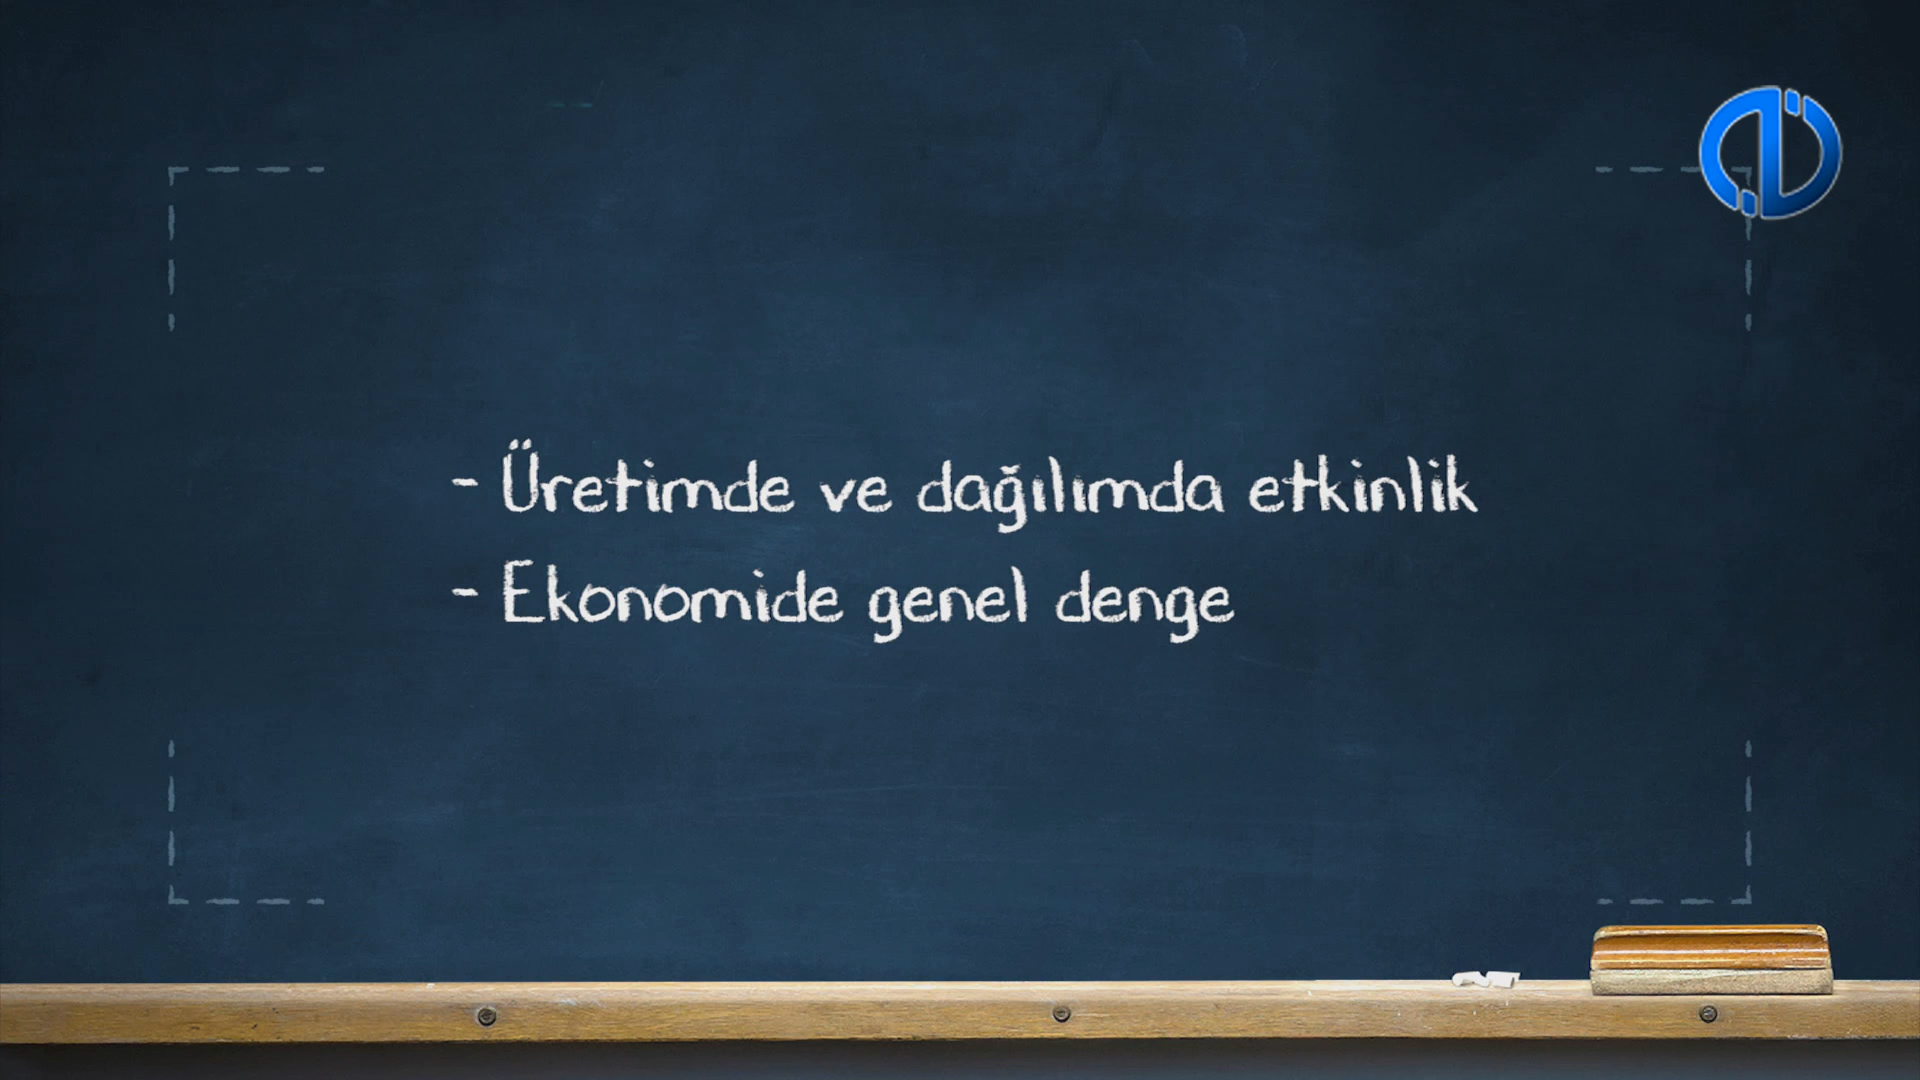 - Üretimde ve dağılımda etkinlik
- Ekonomide genel denge